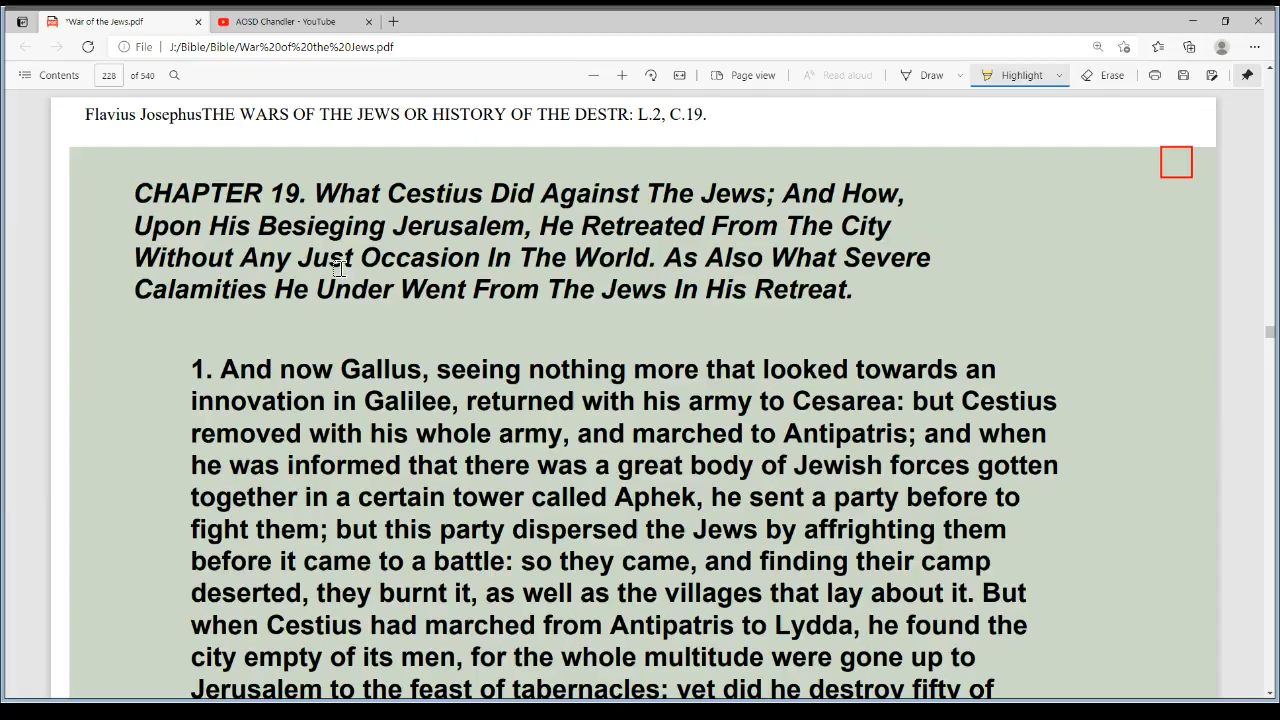 *War of the Jews.pdf
AOSD Chandler - YouTube
File
J:/Bible/Bible/War%20of%20the%20Jews.pdf
Contents
228
of 540
Page view
Read aloud
Draw
Highlight
Erase
Flavius JosephusTHE WARS OF THE JEWS OR HISTORY OF THE DESTR: L.2, C.19.
CHAPTER 19. What Cestius Did Against The Jews; And How,
Upon His Besieging Jerusalem, He Retreated From The City
Without Any Just Occasion In The World. As Also What Severe
Calamities He Under Went From The Jews In His Retreat.
1. And now Gallus, seeing nothing more that looked towards an
innovation in Galilee, returned with his army to Cesarea: but Cestius
removed with his whole army, and marched to Antipatris; and when
he was informed that there was a great body of Jewish forces gotten
together in a certain tower called Aphek, he sent a party before to
fight them; but this party dispersed the Jews by affrighting them
before it came to a battle: so they came, and finding their camp
deserted, they burnt it, as well as the villages that lay about it. But
when Cestius had marched from Antipatris to Lydda, he found the
city empty of its men, for the whole multitude were gone up to
Jerusalem to the feast of tabernacles; yet did he destroy fifty of